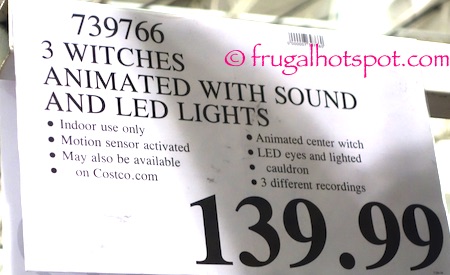 739766
© frugalhotspot.com
3 WITCHES
ANIMATED WITH SOUND
AND LED LIGHTS
• Indoor use only
• Motion sensor activated
• May also be available
• on Costco.com
• Animated center witch
• LED eyes and lighted
• cauldron
• 3 different recordings
139.99